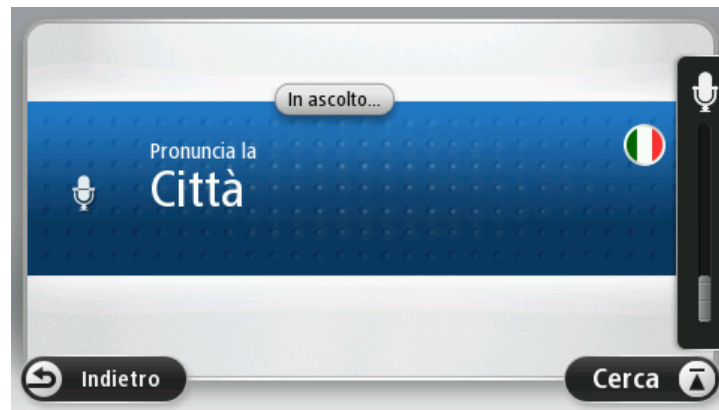 In ascolto...
Pronuncia la
Città
Indietro
Cerca